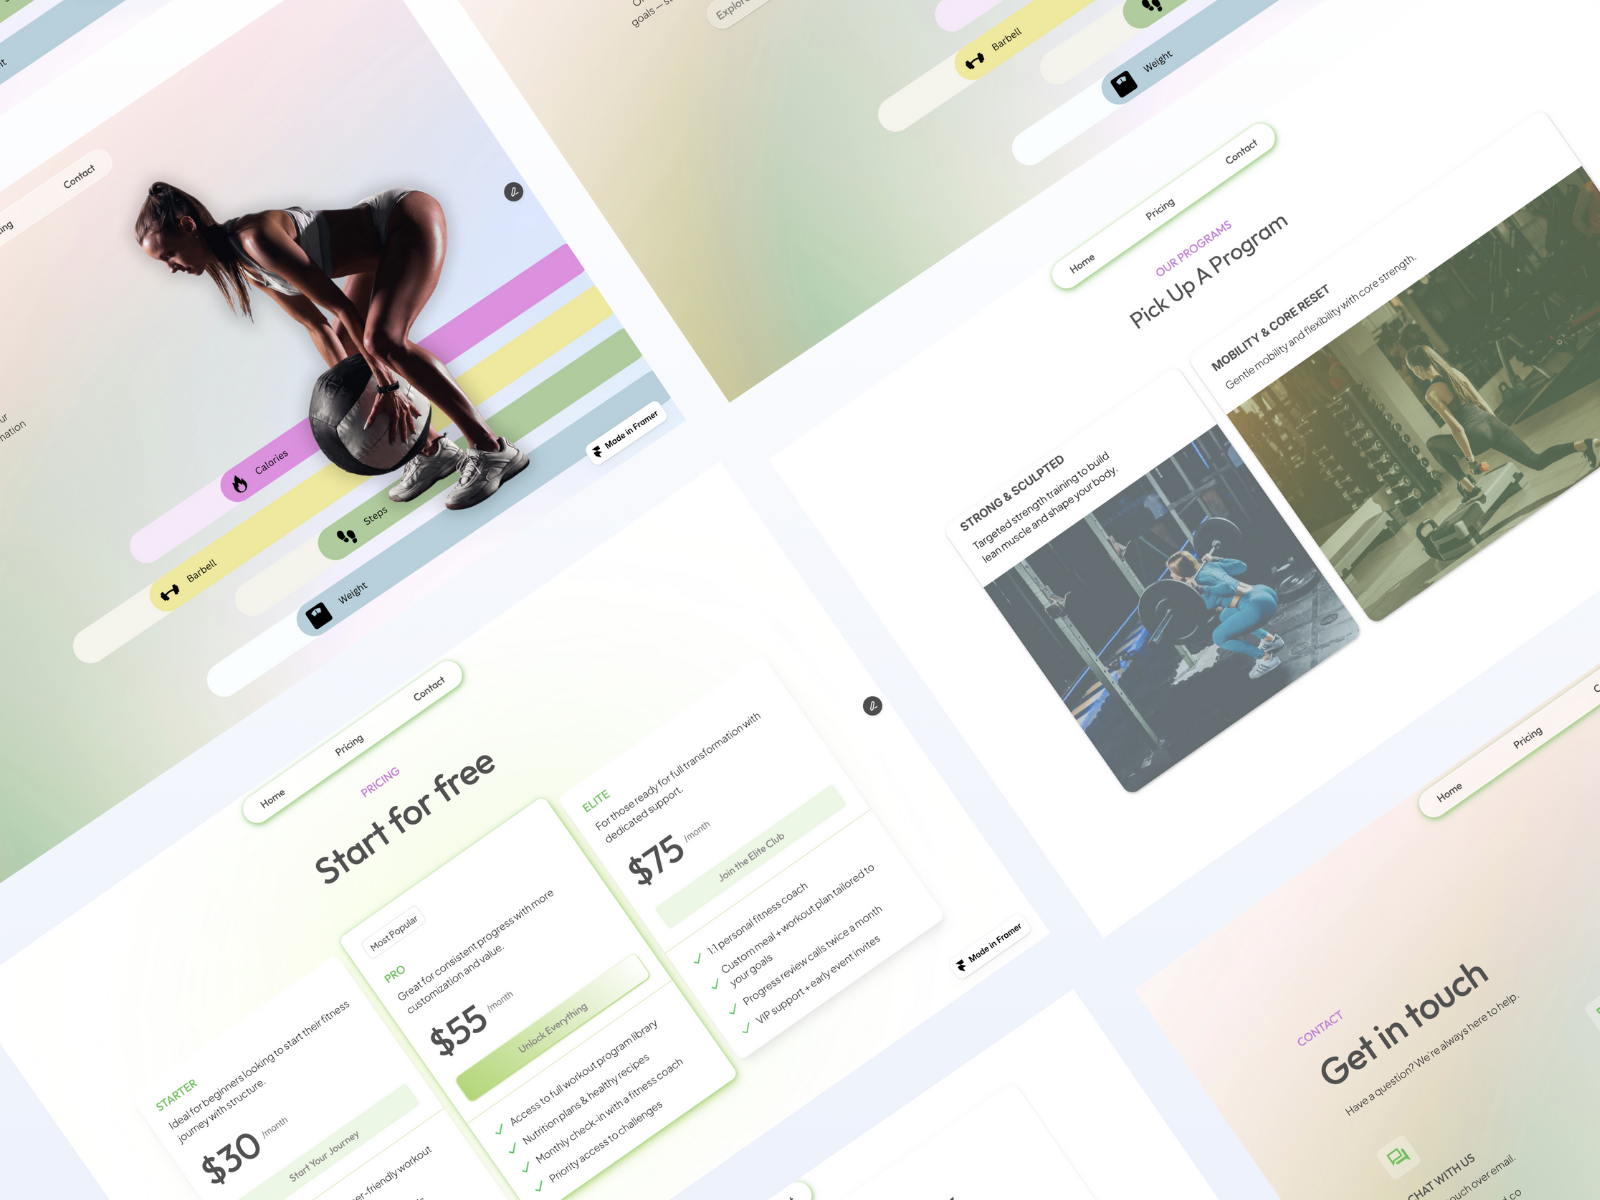 Contact
Calories
Barbell
Steps
Weight
Made in Framer
Explore
Barbell
Weight
Home
Pricing
Contact
OUR PROGRAMS
Pick Up A Program
STRONG & SCULPTED
Targeted strength training to build
lean muscle and shape your body.
MOBILITY & CORE RESET
Gentle mobility and flexibility with core strength.
Home
Pricing
Contact
PRICING
Start for free
STARTER
Ideal for beginners looking to start their fitness
journey with structure.
$30 /month
Start Your Journey
Most Popular
PRO
Great for consistent progress with more
customization and value.
$55 /month
Unlock Everything
Access to full workout program library
Nutrition plans & healthy recipes
Monthly check-in with a fitness coach
Priority access to challenges
ELITE
For those ready for full transformation with
dedicated support.
$75 /month
Join the Elite Club
1:1 personal fitness coach
Custom meal + workout plan tailored to
your goals
Progress review calls twice a month
VIP support + early event invites
Made in Framer
Home
Pricing
CONTACT
Get in touch
Have a question? We're always here to help.
CHAT WITH US
over email.